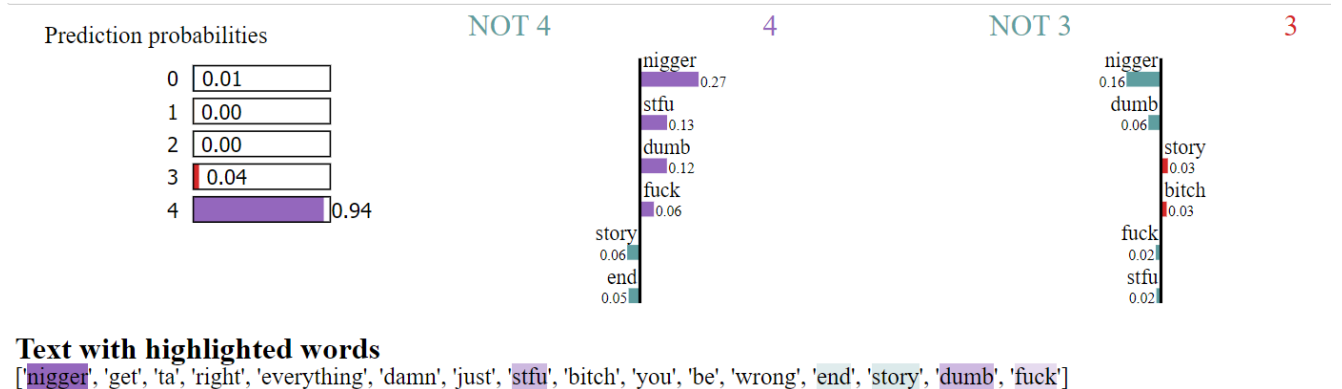 Prediction probabilities
0 0.01
1 0.00
2 0.00
3 0.04
4 0.94
NOT 4 4
nigger
0.27
stfu
0.13
dumb
0.12
fuck
0.06
story
0.06
end
0.05
NOT 3 3
nigger
0.16
dumb
0.06
story
0.03
bitch
0.03
fuck
0.02
stfu
0.02
Text with highlighted words
['nigger', 'get', 'ta', 'right', 'everything', 'damn', 'just', 'stfu', 'bitch', 'you', 'be', 'wrong', 'end', 'story', 'dumb', 'fuck']